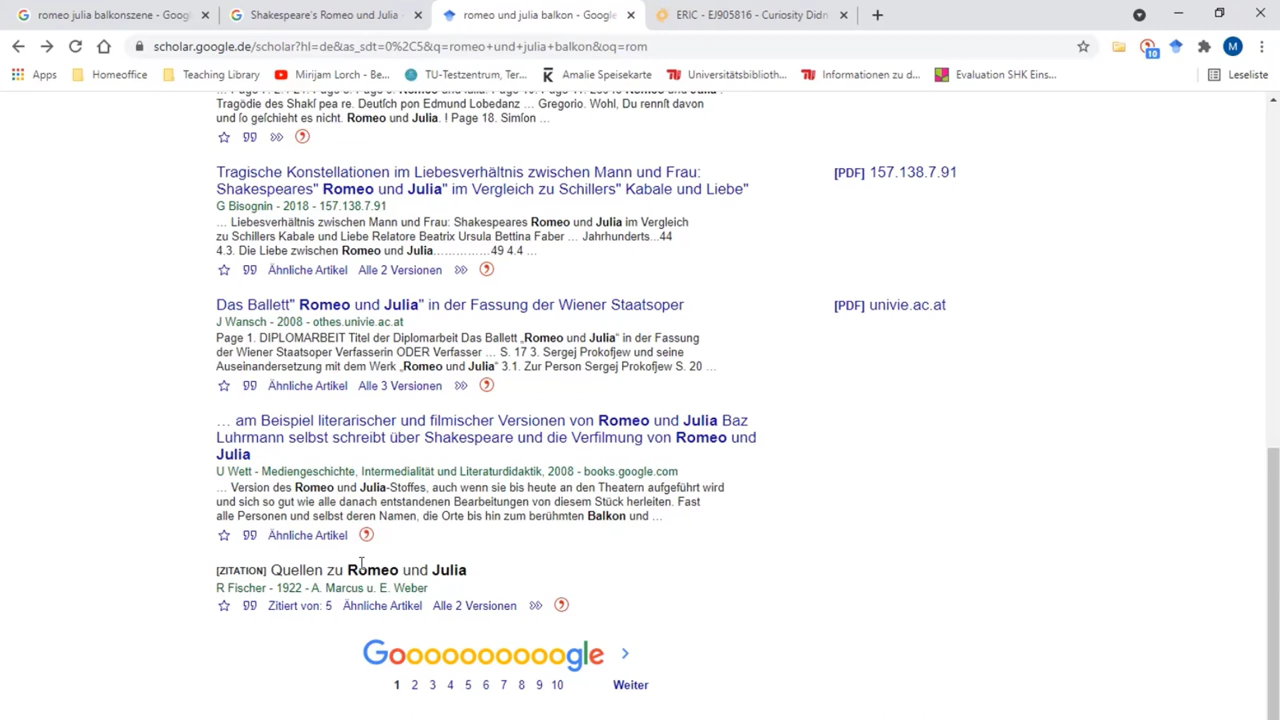 romeo julia balkonszene - Goog
Shakespeare's Romeo und Julia
romeo und julia balkon - Google
ERIC - EJ905816 - Curiosity Didn
scholar.google.de/scholar?hl=de&as_sdt=0%2C5&q=romeo+und+julia+balkon&oq=rom
10
M
Apps
Homeoffice
Teaching Library
Mirijam Lorch - Be...
TU-Testzentrum, Ter...
Amalie Speisekarte
Universitätsbiblioth...
Informationen zu d...
Evaluation SHK Eins...
Leseliste
Tragödie des Shakſ pea re. Deutſch pon Edmund Lobedanz ... Gregorio. Wohl, Du rennſt davon
und ſo geſchieht es nicht. Romeo und Julia. ! Page 18. Simſon ...
Tragische Konstellationen im Liebesverhältnis zwischen Mann und Frau:
Shakespeares" Romeo und Julia" im Vergleich zu Schillers" Kabale und Liebe"
[PDF] 157.138.7.91
G Bisognin - 2018 - 157.138.7.91
... Liebesverhältnis zwischen Mann und Frau: Shakespeares Romeo und Julia im Vergleich
zu Schillers Kabale und Liebe Relatore Beatrix Ursula Bettina Faber ... Jahrhunderts...44
4.3. Die Liebe zwischen Romeo und Julia……………49 4.4 ...
Ähnliche Artikel Alle 2 Versionen
Das Ballett" Romeo und Julia" in der Fassung der Wiener Staatsoper
[PDF] univie.ac.at
J Wansch - 2008 - othes.univie.ac.at
Page 1. DIPLOMARBEIT Titel der Diplomarbeit Das Ballett „Romeo und Julia“ in der Fassung
der Wiener Staatsoper Verfasserin ODER Verfasser ... S. 17 3. Sergej Prokofjew und seine
Auseinandersetzung mit dem Werk „Romeo und Julia“ 3.1. Zur Person Sergej Prokofjew S. 20 ...
Ähnliche Artikel Alle 3 Versionen
… am Beispiel literarischer und filmischer Versionen von Romeo und Julia Baz
Luhrmann selbst schreibt über Shakespeare und die Verfilmung von Romeo und
Julia
U Wett - Mediengeschichte, Intermedialität und Literaturdidaktik, 2008 - books.google.com
... Version des Romeo und Julia-Stoffes, auch wenn sie bis heute an den Theatern aufgeführt wird
und sich so gut wie alle danach entstandenen Bearbeitungen von diesem Stück herleiten. Fast
alle Personen und selbst deren Namen, die Orte bis hin zum berühmten Balkon und ...
Ähnliche Artikel
[ZITATION] Quellen zu Romeo und Julia
R Fischer - 1922 - A. Marcus u. E. Weber
Zitiert von: 5 Ähnliche Artikel Alle 2 Versionen
Goooooooooogle
1 2 3 4 5 6 7 8 9 10 Weiter